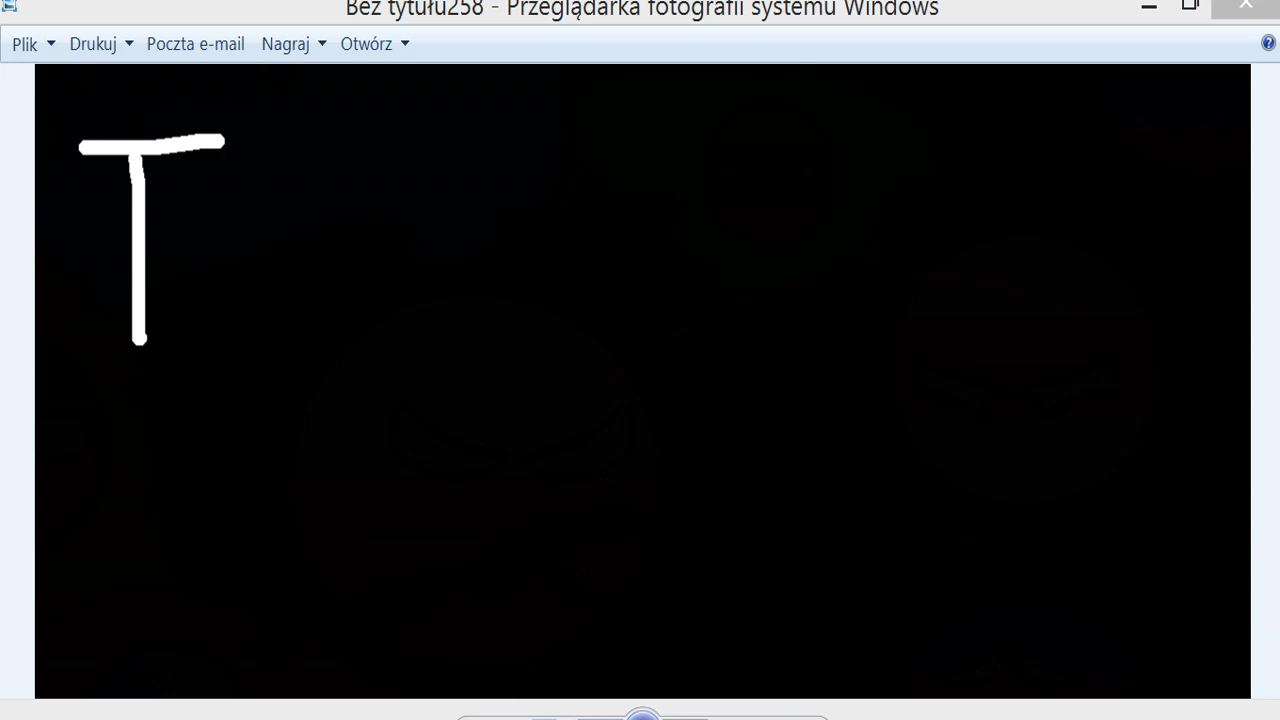 Bez tytułu258 - Przeglądarka fotografii systemu Windows
Plik Drukuj Poczta e-mail Nagraj Otwórz
T